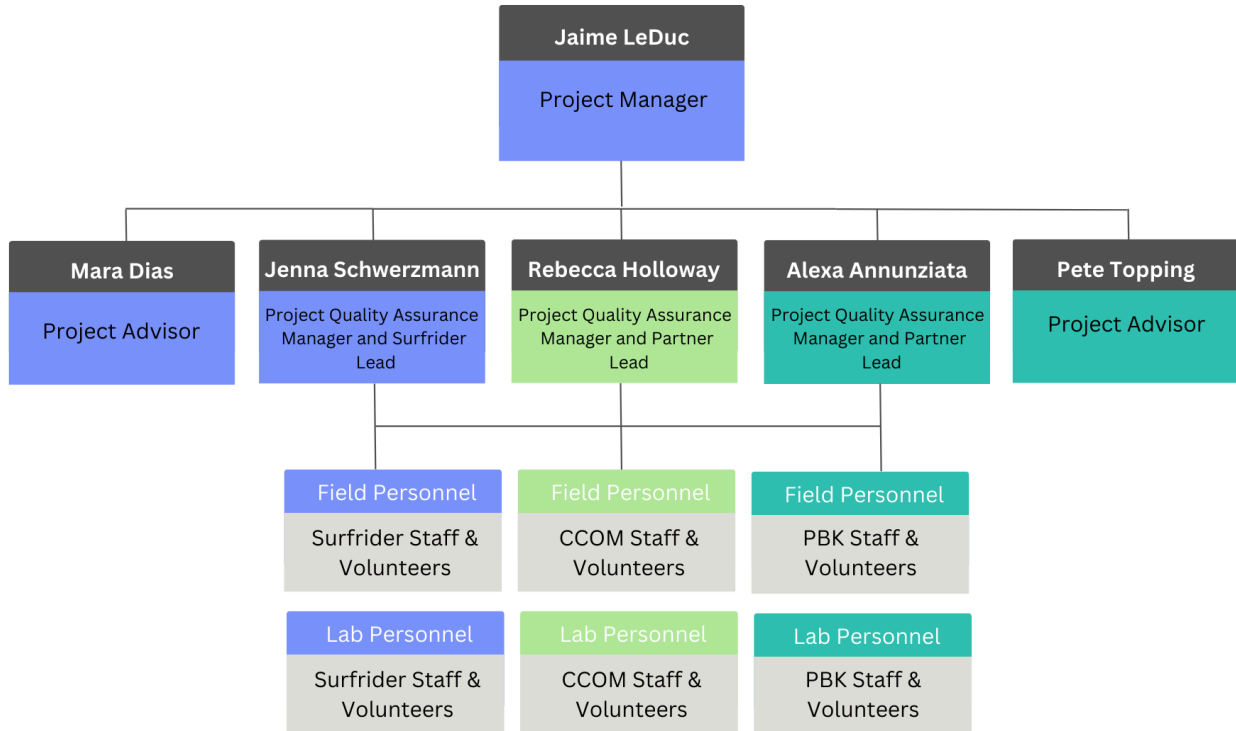 Jaime LeDuc
Project Manager
Mara Dias
Project Advisor
Jenna Schwerzmann
Project Quality Assurance
Manager and Surfrider
Lead
Rebecca Holloway
Project Quality Assurance
Manager and Partner
Lead
Alexa Annunziata
Project Quality Assurance
Manager and Partner
Lead
Pete Topping
Project Advisor
Field Personnel
Surfrider Staff &
Volunteers
Field Personnel
CCOM Staff &
Volunteers
Field Personnel
PBK Staff &
Volunteers
Lab Personnel
Surfrider Staff &
Volunteers
Lab Personnel
CCOM Staff &
Volunteers
Lab Personnel
PBK Staff &
Volunteers